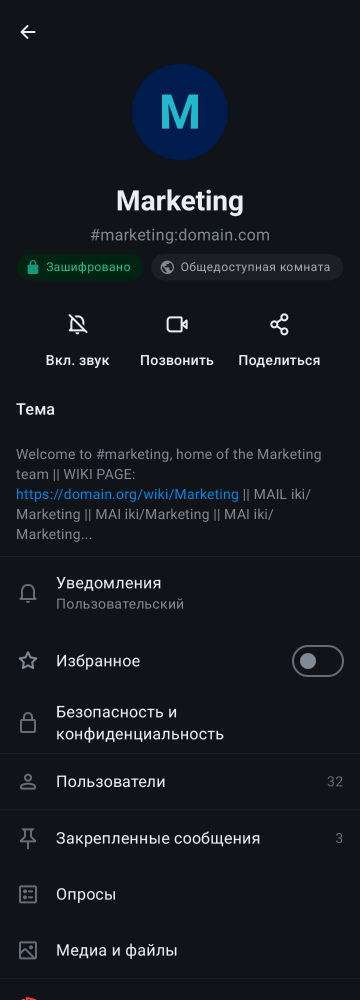 M
Marketing
#marketing:domain.com
Зашифровано
Общедоступная комната
Вкл. звук
Позвонить
Поделиться
Тема
Welcome to #marketing, home of the Marketing
team || WIKI PAGE:
https://domain.org/wiki/Marketing || MAIL iki/
Marketing || MAI iki/Marketing || MAI iki/
Marketing...
Уведомления
Пользовательский
Избранное
Безопасность и
конфиденциальность
Пользователи 32
Закрепленные сообщения 3
Опросы
Медиа и файлы